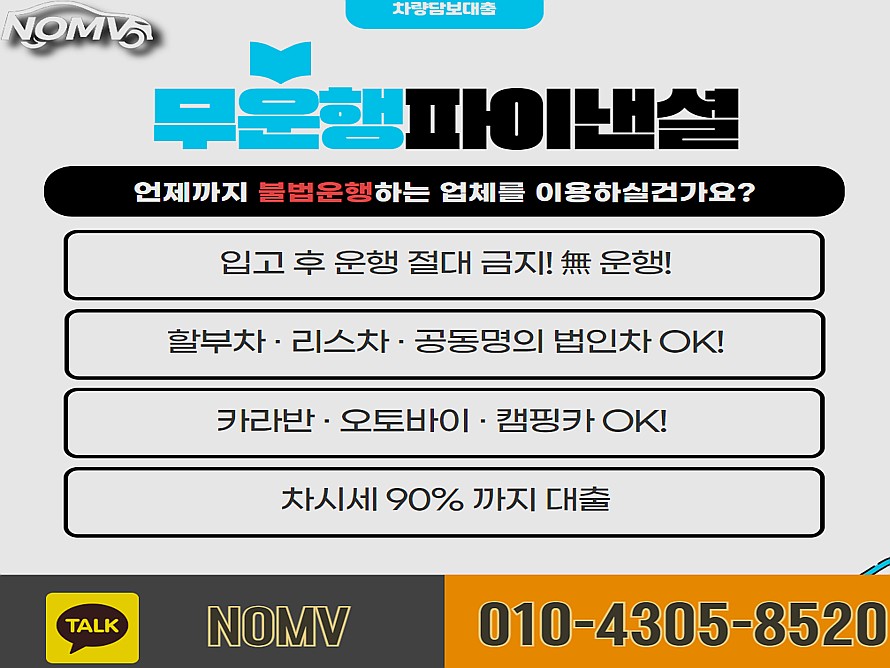 NOMV
차량담보대출
무운행파이낸셜
언제까지 불법운행하는 업체를 이용하실건가요?
입고 후 운행 절대 금지! 無 운행!
할부차 · 리스차 · 공동명의 법인차 OK!
카라반 · 오토바이 · 캠핑카 OK!
차시세 90% 까지 대출
TALK
NOMV
010-4305-8520